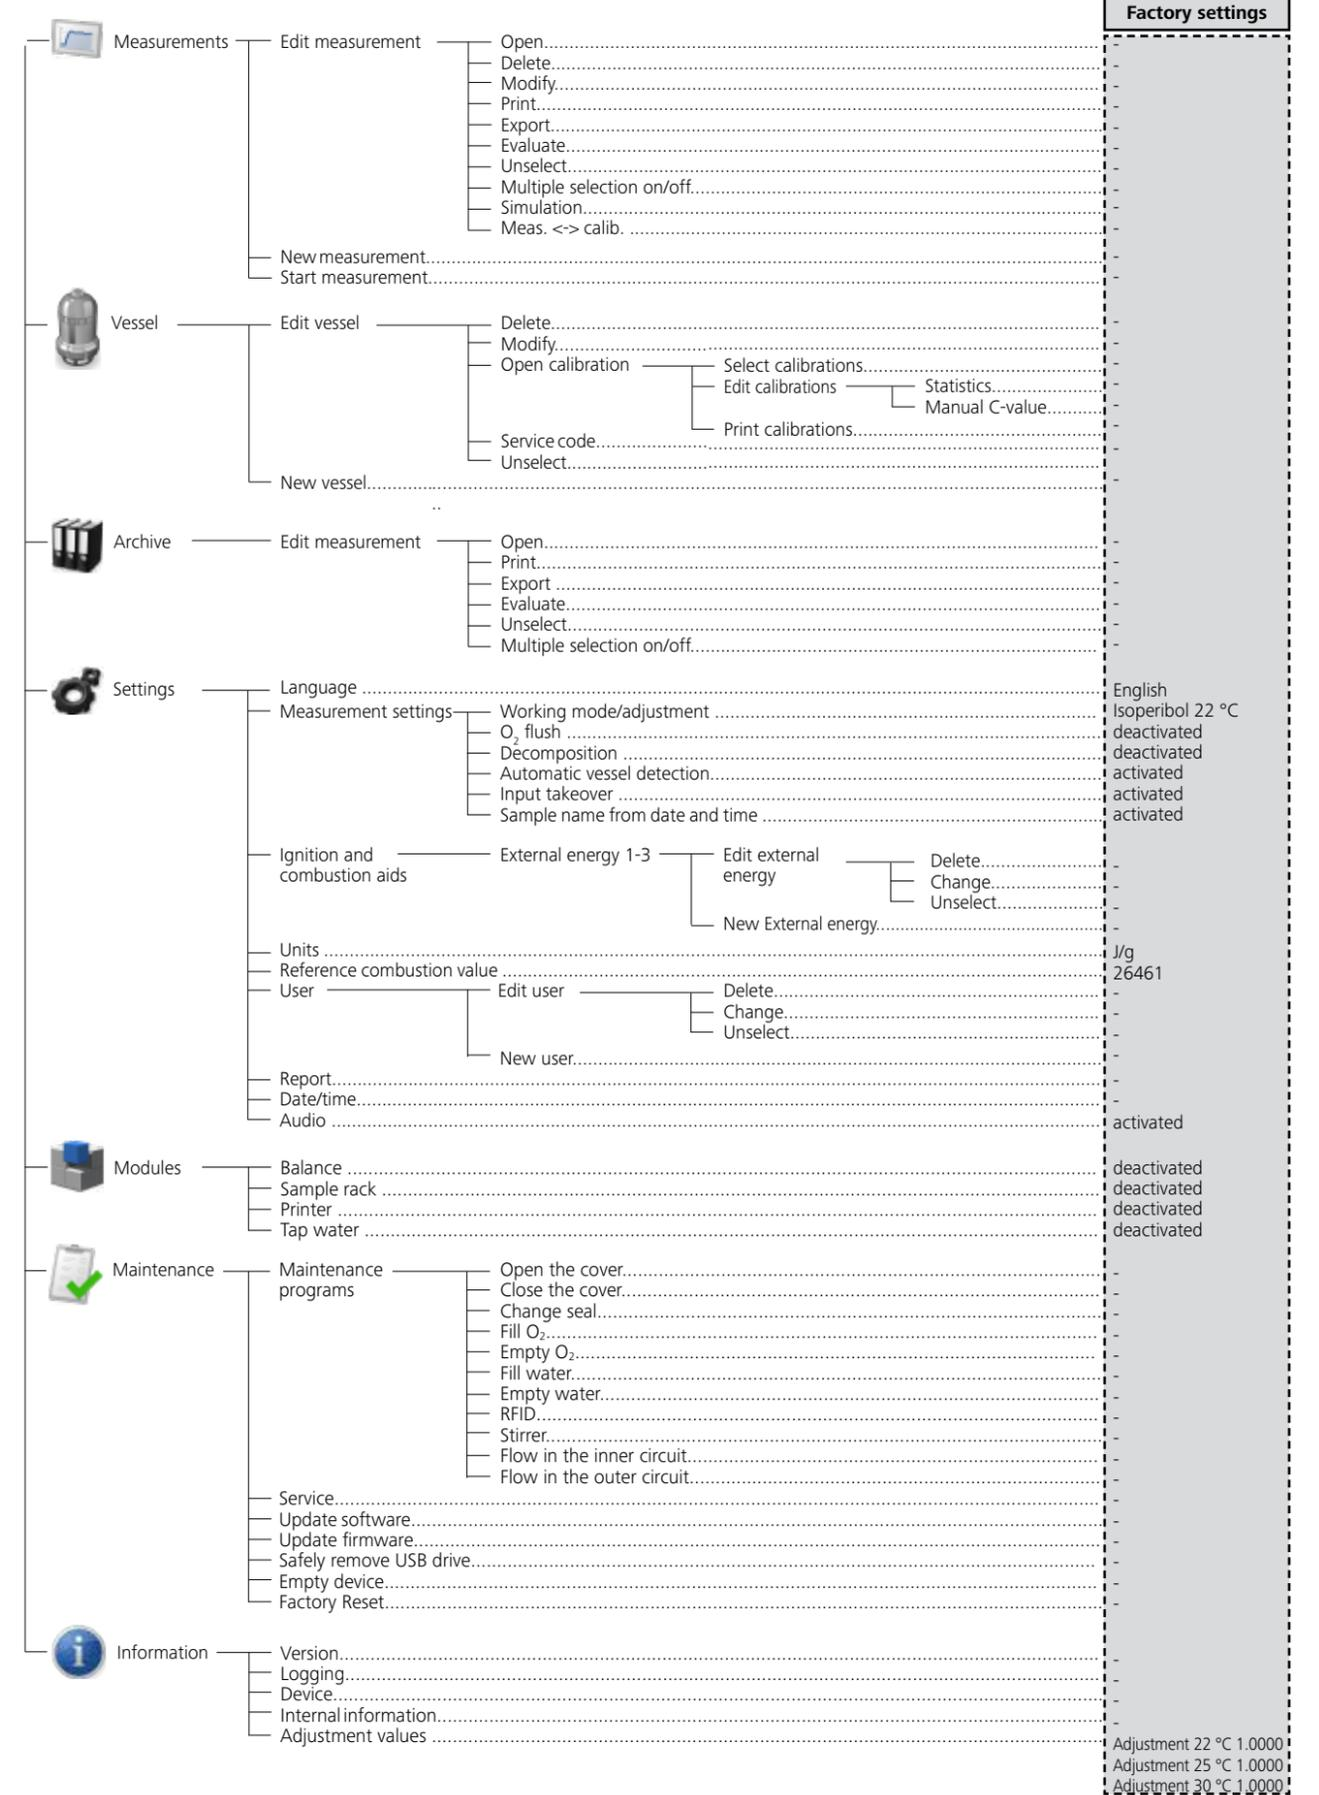 Factory settings
Measurements Edit measurement Open -
Delete -
Modify -
Print -
Export -
Evaluate -
Unselect -
Multiple selection on/off -
Simulation -
Meas. <-> calib. -
New measurement -
Start measurement -
Vessel Edit vessel Delete -
Modify -
Open calibration Select calibrations -
Edit calibrations Statistics -
Manual C-value -
Print calibrations -
Service code -
Unselect
New vessel -
..
Archive Edit measurement Open -
Print -
Export -
Evaluate -
Unselect -
Multiple selection on/off -
Settings Language English
Measurement settings Working mode/adjustment Isoperibol 22 °C
O₂ flush deactivated
Decomposition deactivated
Automatic vessel detection activated
Input takeover activated
Sample name from date and time activated
Ignition and External energy 1-3 Edit external Delete -
combustion aids energy Change -
Unselect -
New External energy -
Units J/g
Reference combustion value 26461
User Edit user Delete -
Change -
Unselect -
New user -
Report -
Date/time -
Audio activated
Modules Balance deactivated
Sample rack deactivated
Printer deactivated
Tap water deactivated
Maintenance Maintenance Open the cover -
programs Close the cover -
Change seal -
Fill O₂ -
Empty O₂ -
Fill water -
Empty water -
RFID -
Stirrer -
Flow in the inner circuit -
Flow in the outer circuit -
Service -
Update software -
Update firmware -
Safely remove USB drive -
Empty device -
Factory Reset -
Information Version -
Logging -
Device -
Internal information -
Adjustment values Adjustment 22 °C 1.0000
Adjustment 25 °C 1.0000
Adjustment 30 °C 1.0000